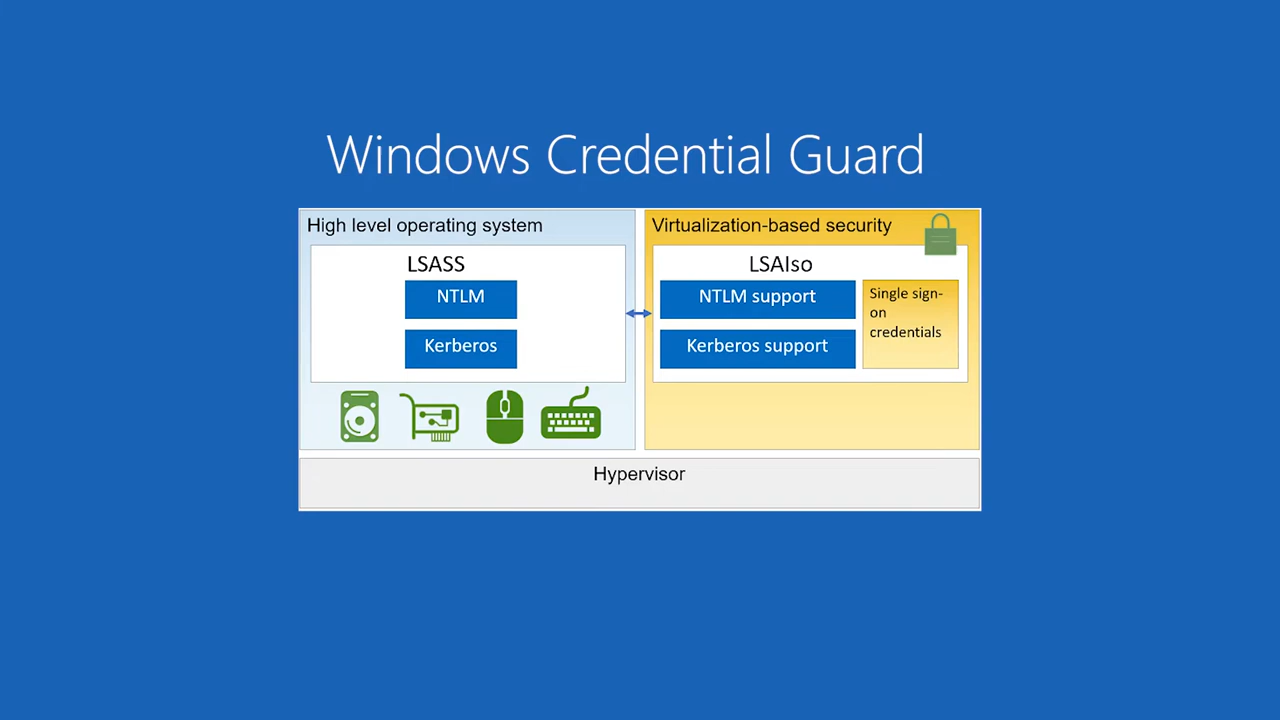 Windows Credential Guard
High level operating system
LSASS
NTLM
Kerberos
Virtualization-based security
LSAIso
NTLM support
Kerberos support
Single sign-
on
credentials
Hypervisor